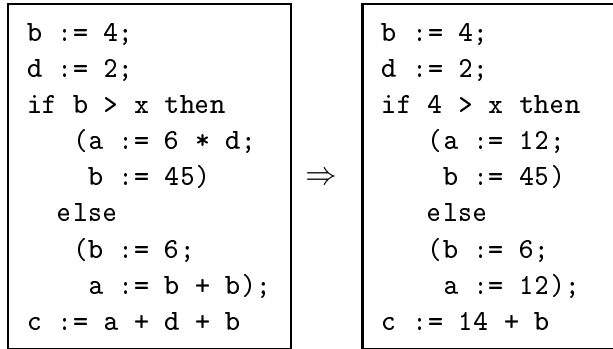 b := 4;
d := 2;
if b > x then
(a := 6 * d;
b := 45)
else
(b := 6;
a := b + b);
c := a + d + b
⇒
b := 4;
d := 2;
if 4 > x then
(a := 12;
b := 45)
else
(b := 6;
a := 12);
c := 14 + b